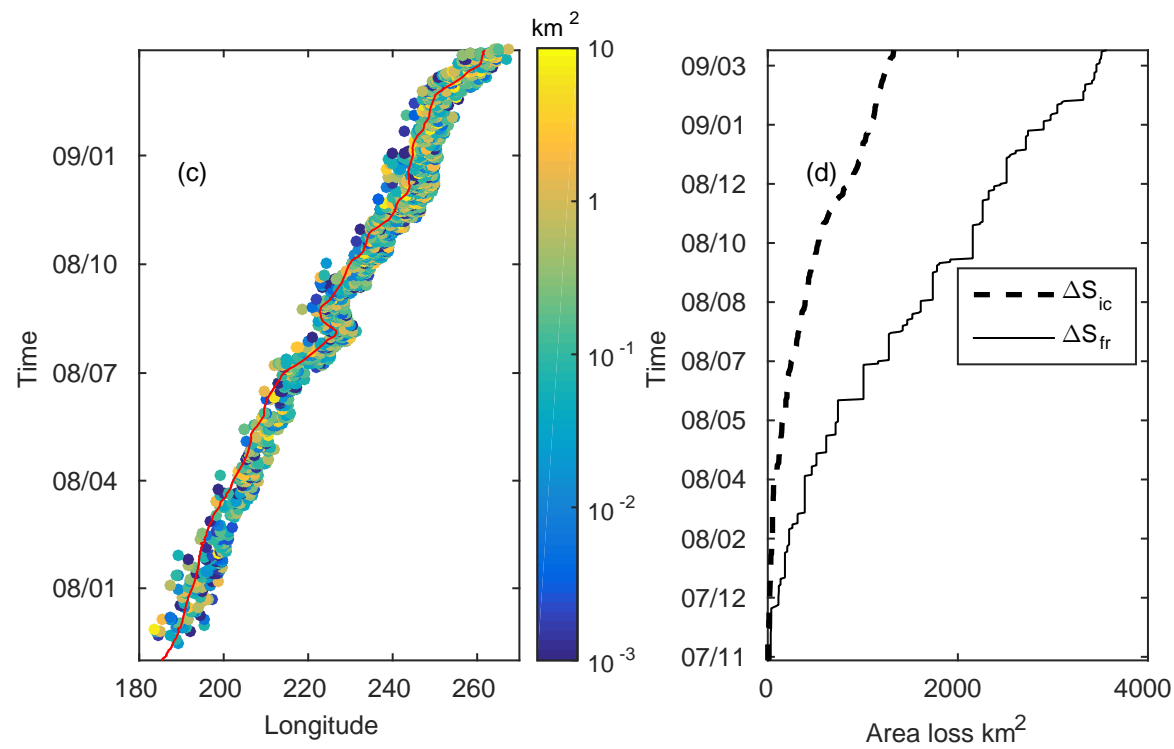 km²
(c)
09/01
08/10
08/07
08/04
08/01
Time
180 200 220 240 260
Longitude
10
1
10⁻¹
10⁻²
10⁻³
(d)
09/03
09/01
08/12
08/10
08/08
08/07
08/05
08/04
08/02
07/12
07/11
Time
ΔS_ic
ΔS_fr
0 2000 4000
Area loss km²